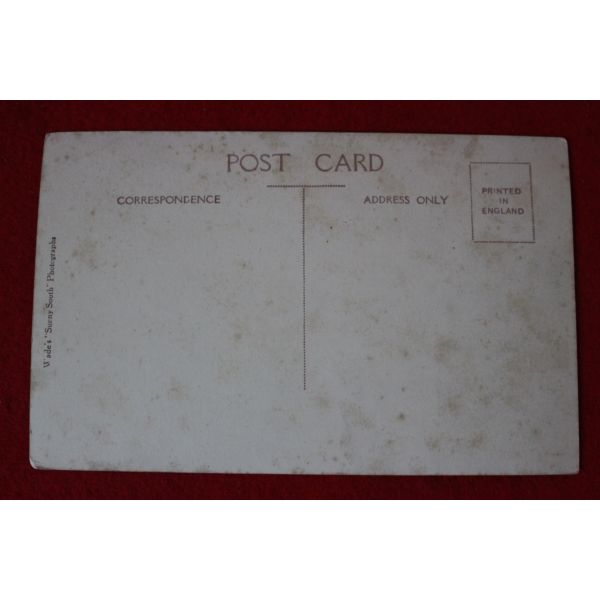 POST CARD
CORRESPONDENCE
ADDRESS ONLY
PRINTED
IN
ENGLAND
Wade's "Sunny South" Photographs